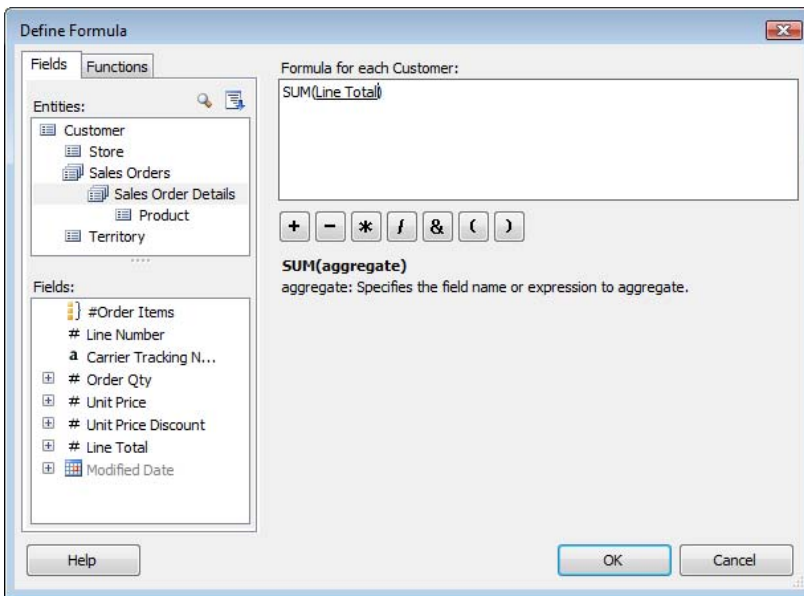 Define Formula
Fields Functions
Entities:
Customer
Store
Sales Orders
Sales Order Details
Product
Territory
Fields:
#Order Items
# Line Number
a Carrier Tracking N...
# Order Qty
# Unit Price
# Unit Price Discount
# Line Total
Modified Date
Formula for each Customer:
SUM(Line Total)
+ - * / & ( )
SUM(aggregate)
aggregate: Specifies the field name or expression to aggregate.
Help OK Cancel